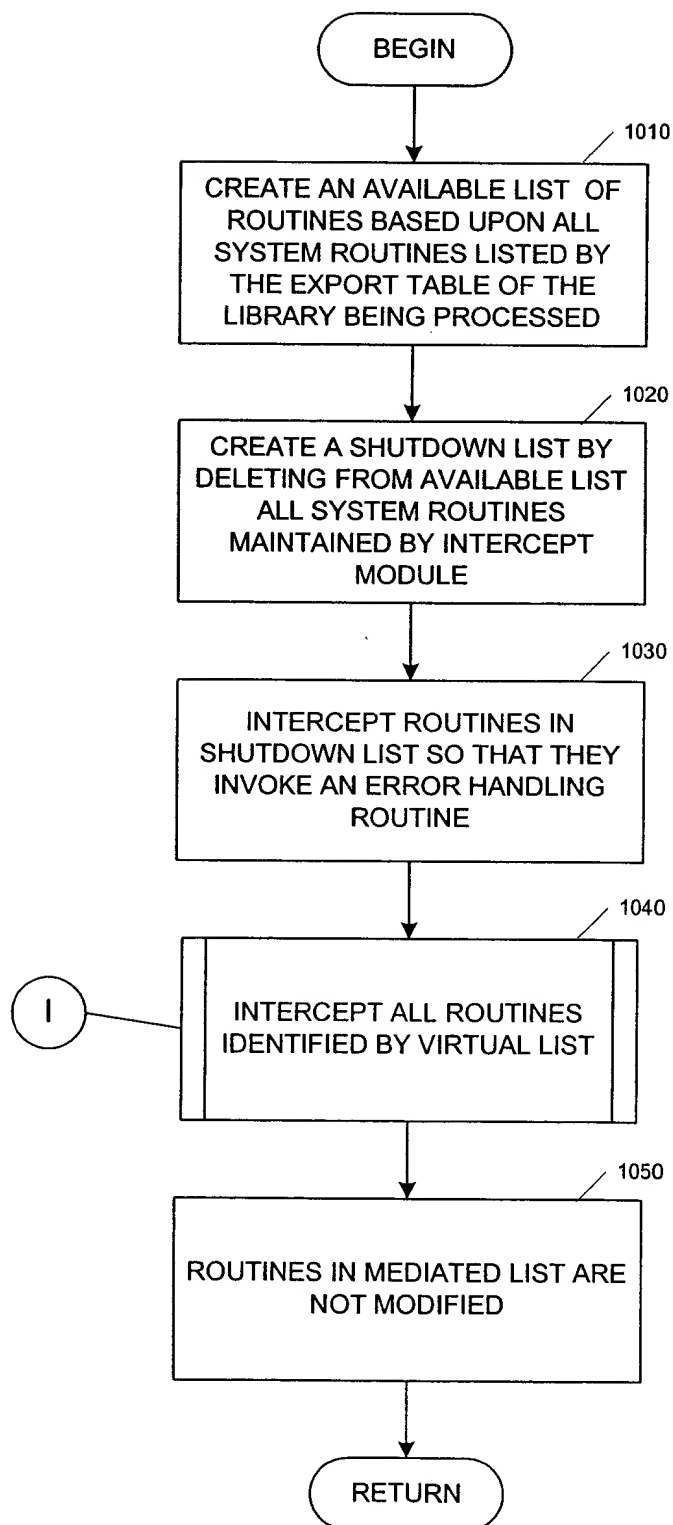 BEGIN
1010
CREATE AN AVAILABLE LIST OF
ROUTINES BASED UPON ALL
SYSTEM ROUTINES LISTED BY
THE EXPORT TABLE OF THE
LIBRARY BEING PROCESSED
1020
CREATE A SHUTDOWN LIST BY
DELETING FROM AVAILABLE LIST
ALL SYSTEM ROUTINES
MAINTAINED BY INTERCEPT
MODULE
1030
INTERCEPT ROUTINES IN
SHUTDOWN LIST SO THAT THEY
INVOKE AN ERROR HANDLING
ROUTINE
1040
I
INTERCEPT ALL ROUTINES
IDENTIFIED BY VIRTUAL LIST
1050
ROUTINES IN MEDIATED LIST ARE
NOT MODIFIED
RETURN